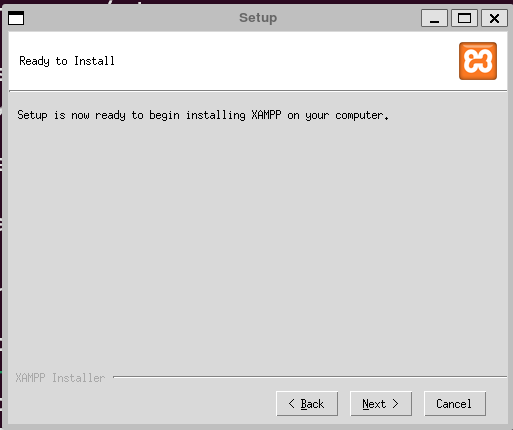 Setup
Ready to Install
Setup is now ready to begin installing XAMPP on your computer.
XAMPP Installer
< Back
Next >
Cancel